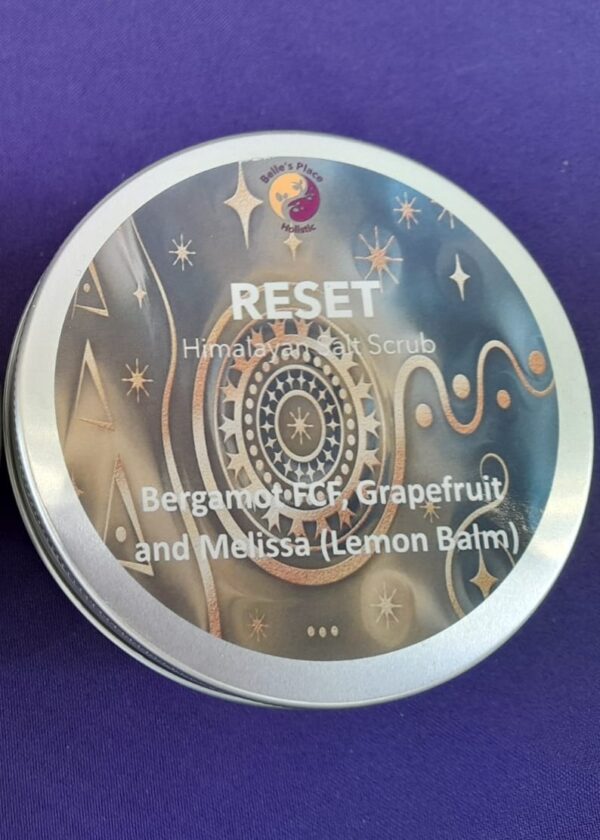 Belle's Place
Holistic
RESET
Himalayan Salt Scrub
Bergamot FCF, Grapefruit
and Melissa (Lemon Balm)